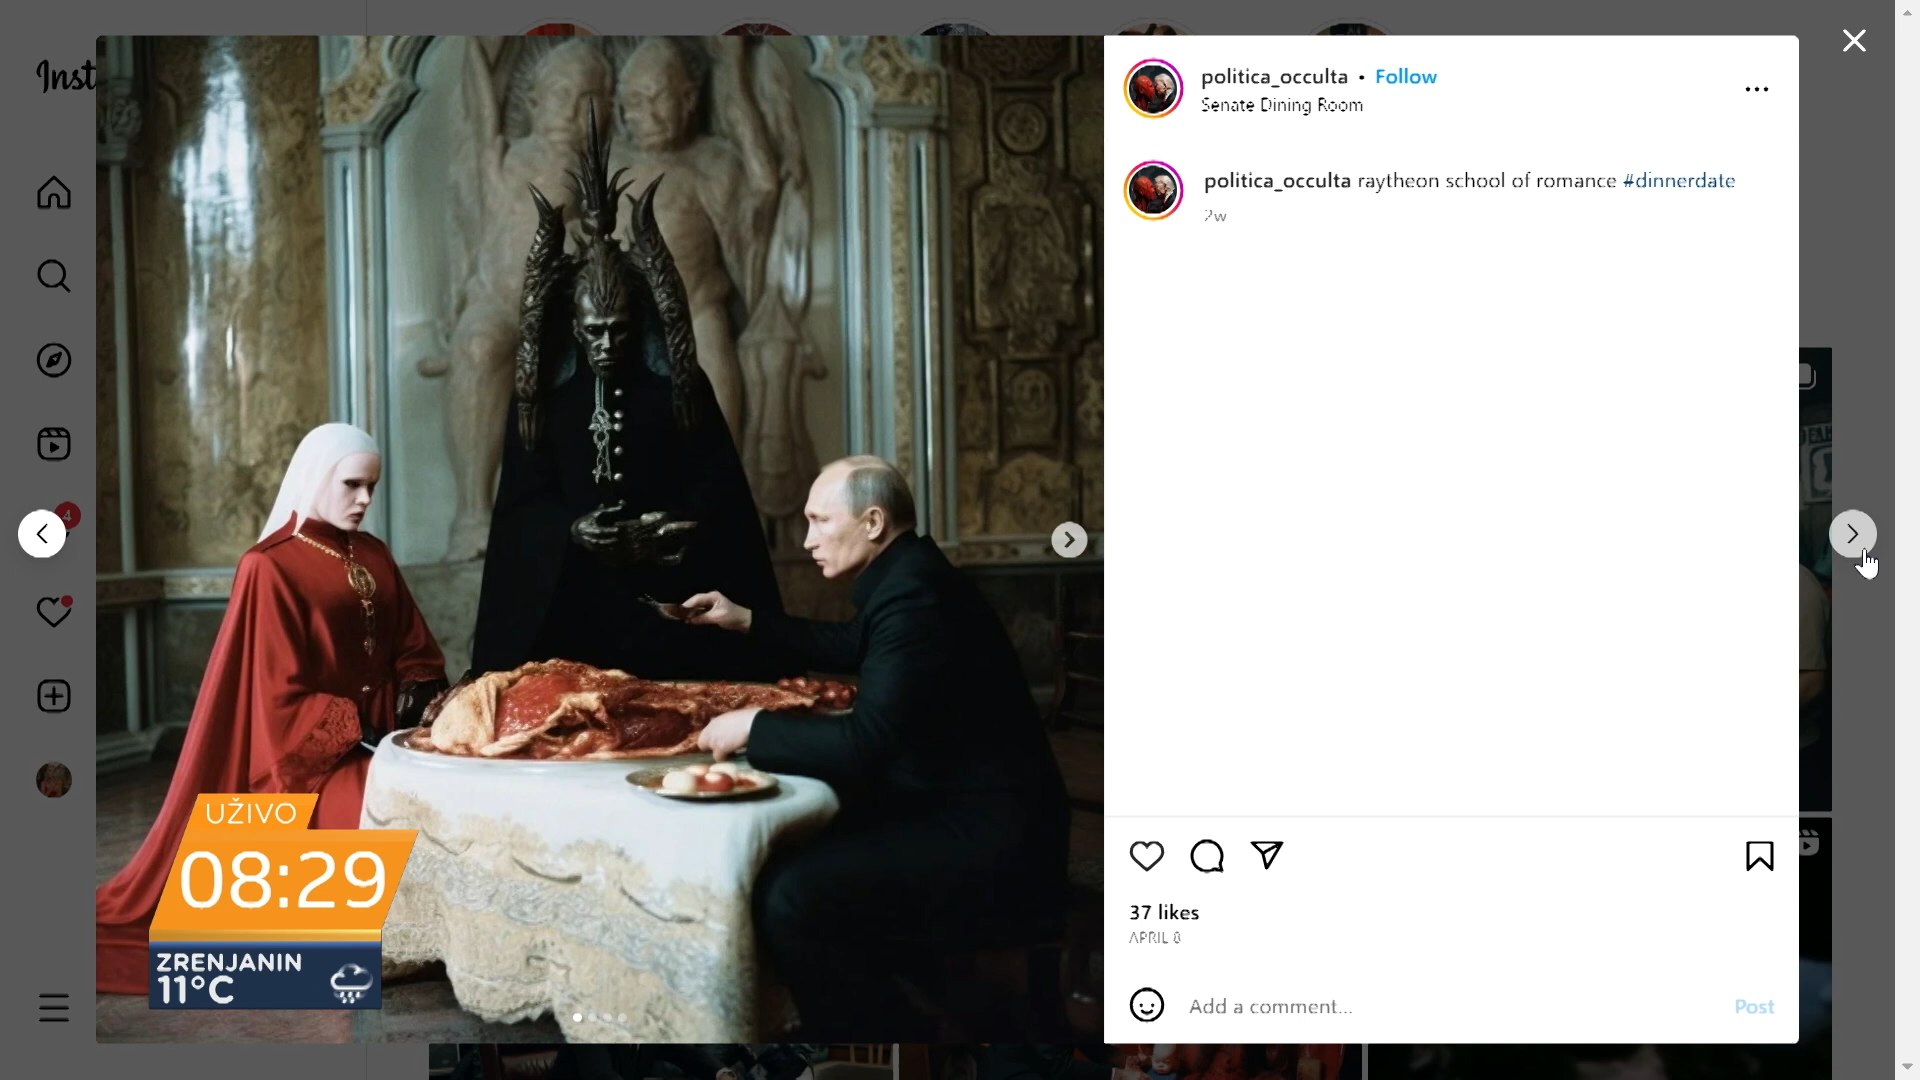 Inst
politica_occulta • Follow
Senate Dining Room
politica_occulta raytheon school of romance #dinnerdate
2w
4
UŽIVO
08:29
ZRENJANIN
11°C
37 likes
APRIL 8
Add a comment...
Post